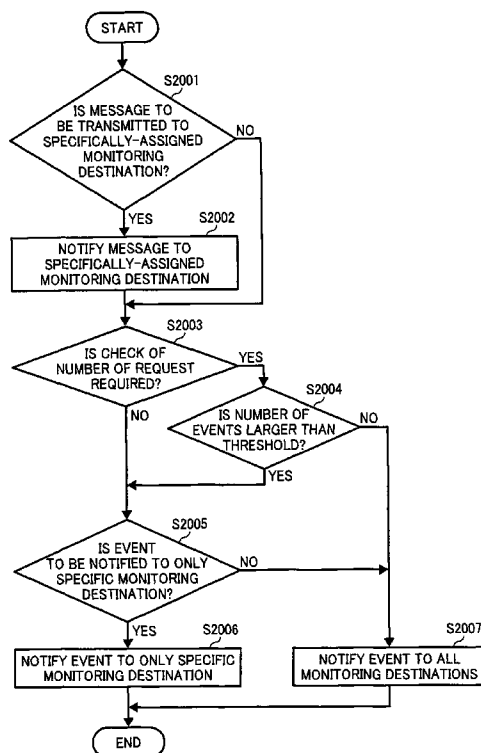 START
S2001
IS MESSAGE TO
BE TRANSMITTED TO
SPECIFICALLY-ASSIGNED
MONITORING
DESTINATION?
NO
YES
S2002
NOTIFY MESSAGE TO
SPECIFICALLY-ASSIGNED
MONITORING DESTINATION
S2003
IS CHECK OF
NUMBER OF REQUEST
REQUIRED?
YES
NO
S2004
IS NUMBER OF
EVENTS LARGER THAN
THRESHOLD?
NO
YES
S2005
IS EVENT
TO BE NOTIFIED TO ONLY
SPECIFIC MONITORING
DESTINATION?
NO
YES
S2006
NOTIFY EVENT TO ONLY SPECIFIC
MONITORING DESTINATION
S2007
NOTIFY EVENT TO ALL
MONITORING DESTINATIONS
END